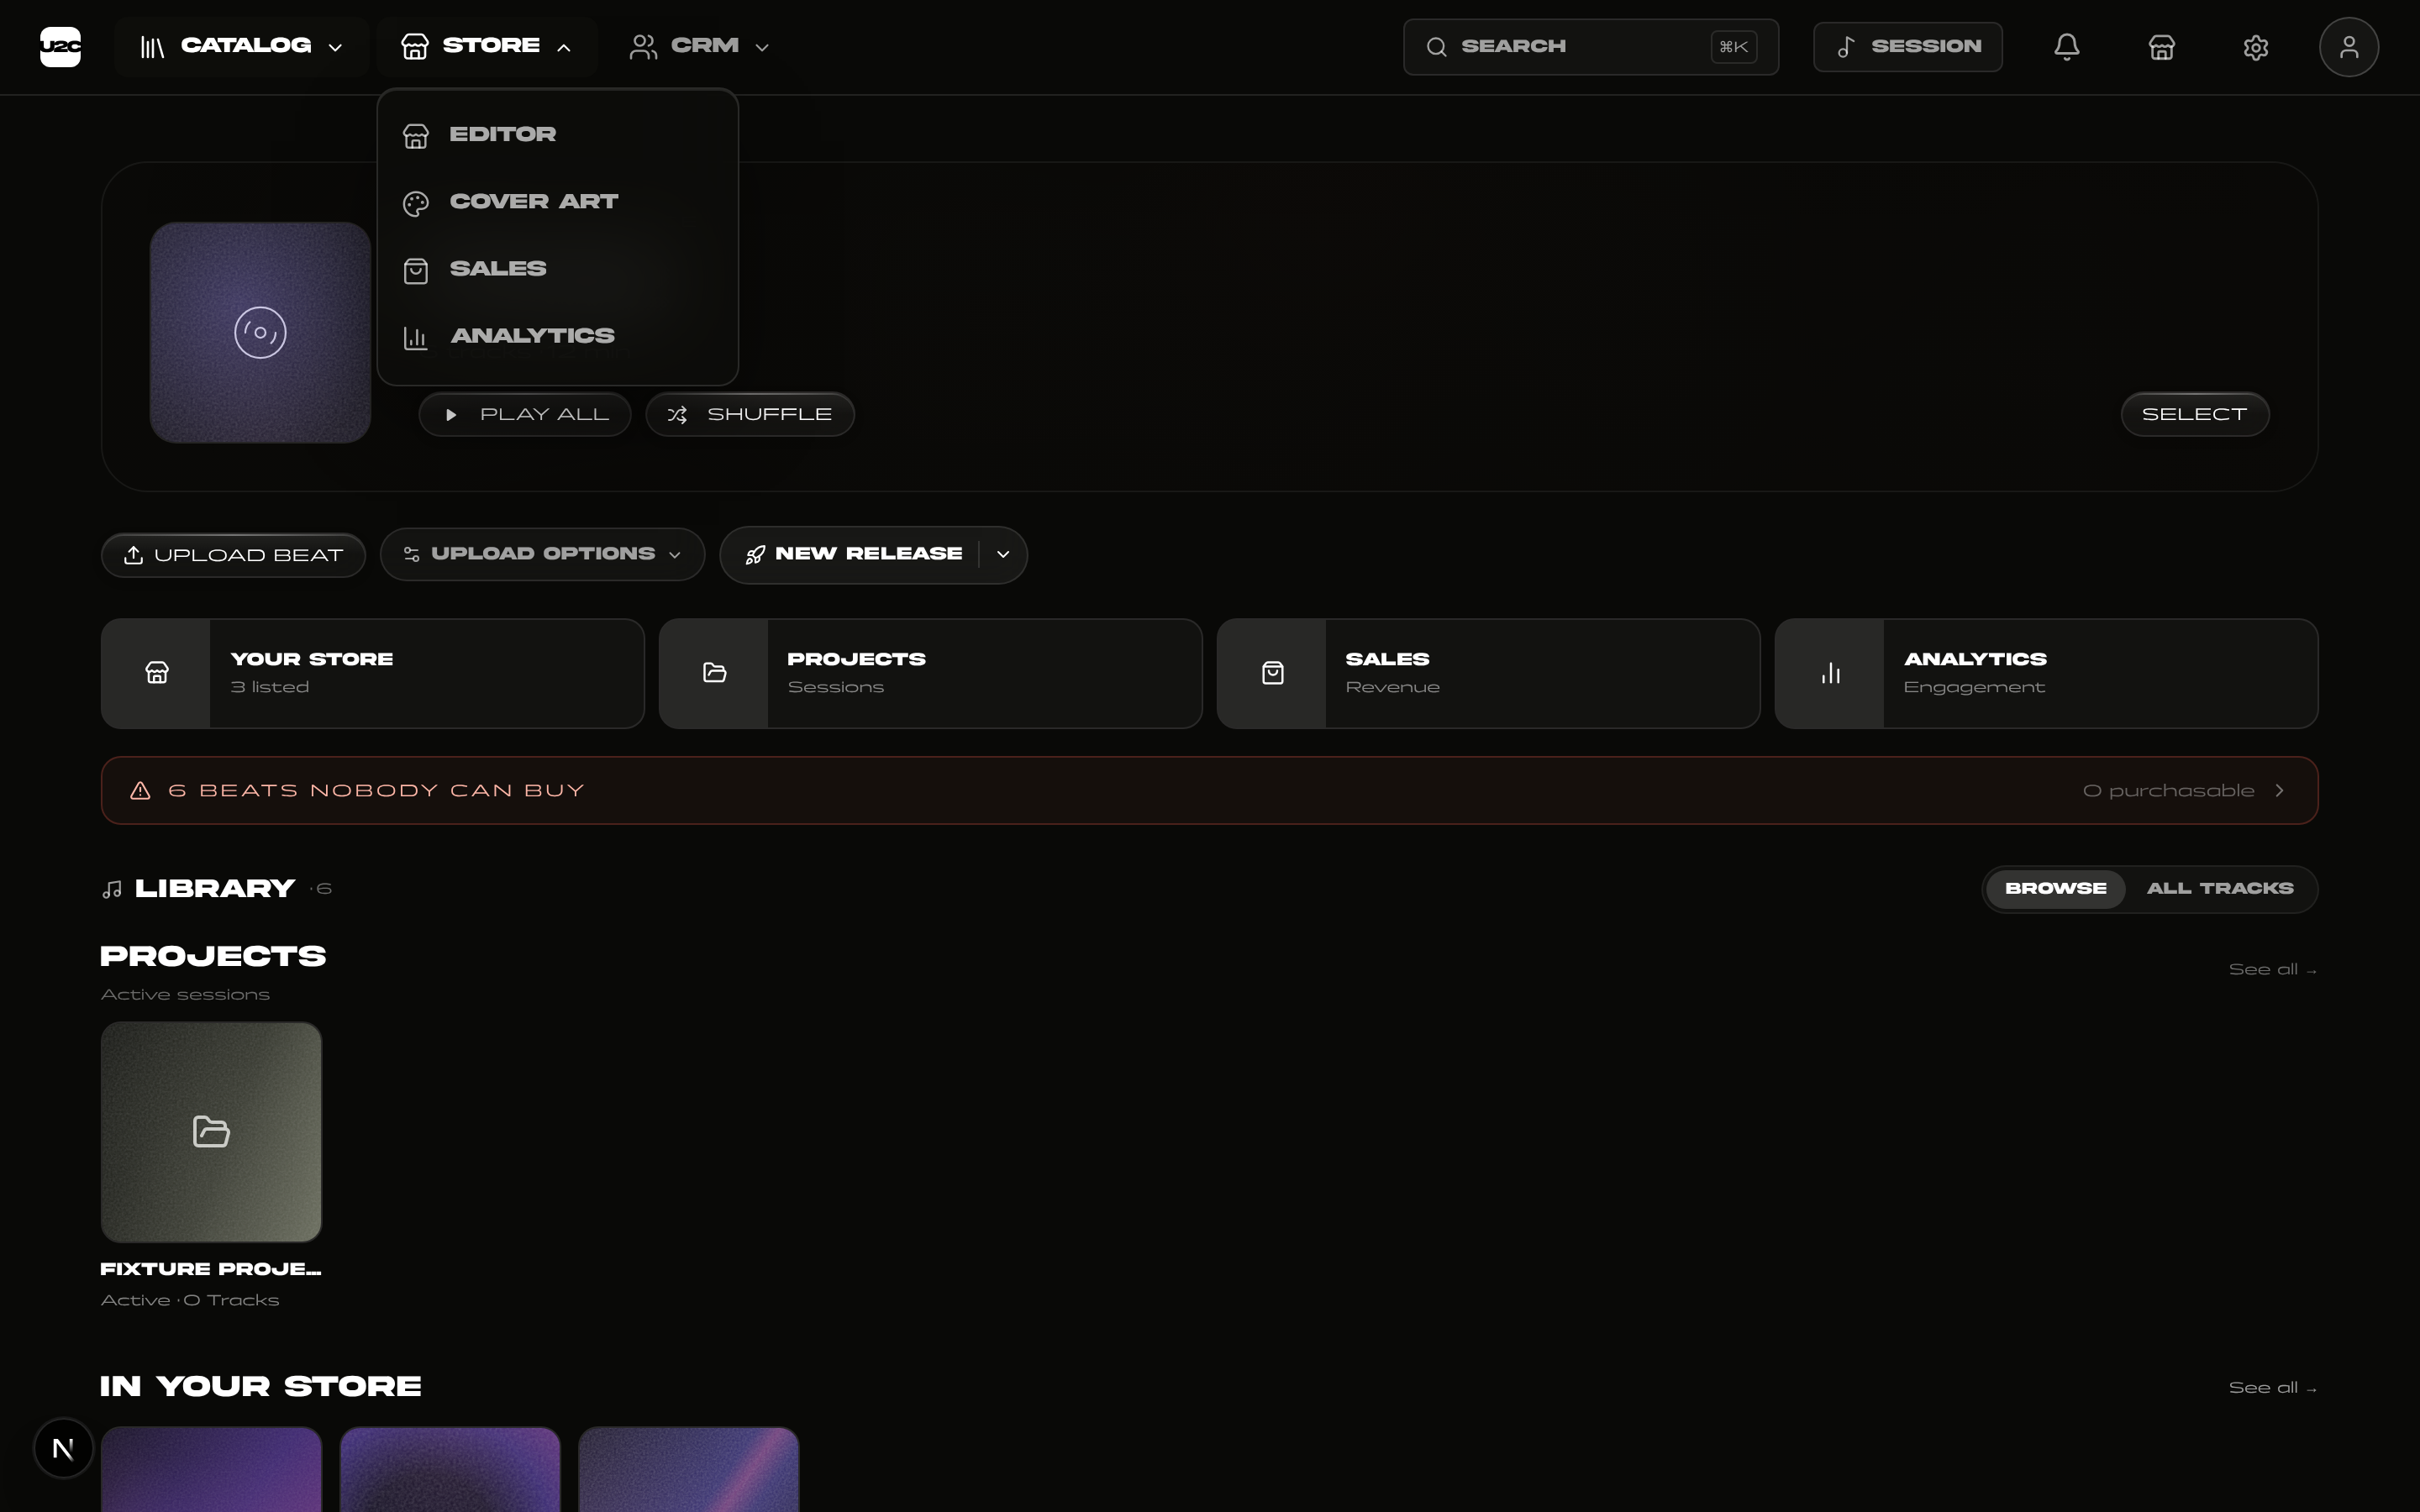 U2C
CATALOG
STORE
CRM
SEARCH
⌘K
SESSION
EDITOR
COVER ART
SALES
ANALYTICS
PLAY ALL
SHUFFLE
SELECT
UPLOAD BEAT
UPLOAD OPTIONS
NEW RELEASE
YOUR STORE
3 listed
PROJECTS
Sessions
SALES
Revenue
ANALYTICS
Engagement
6 BEATS NOBODY CAN BUY
0 purchasable
LIBRARY ·6
BROWSE
ALL TRACKS
PROJECTS
See all →
Active sessions
FIXTURE PROJE...
Active ·0 Tracks
IN YOUR STORE
See all →
N